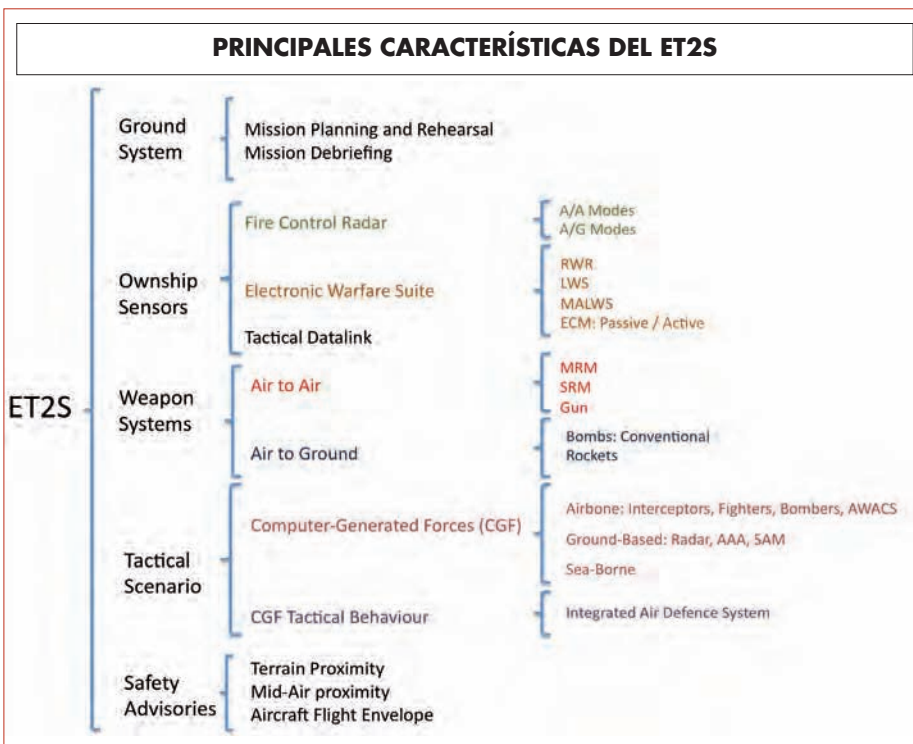 PRINCIPALES CARACTERÍSTICAS DEL ET2S
ET2S
Ground
System
Mission Planning and Rehearsal
Mission Debriefing
Ownship
Sensors
Fire Control Radar
A/A Modes
A/G Modes
Electronic Warfare Suite
RWR
LWS
MALWS
ECM: Passive / Active
Tactical Datalink
Weapon
Systems
Air to Air
MRM
SRM
Gun
Air to Ground
Bombs: Conventional
Rockets
Tactical
Scenario
Computer-Generated Forces (CGF)
Airbone: Interceptors, Fighters, Bombers, AWACS
Ground-Based: Radar, AAA, SAM
Sea-Borne
CGF Tactical Behaviour
Integrated Air Defence System
Safety
Advisories
Terrain Proximity
Mid-Air proximity
Aircraft Flight Envelope